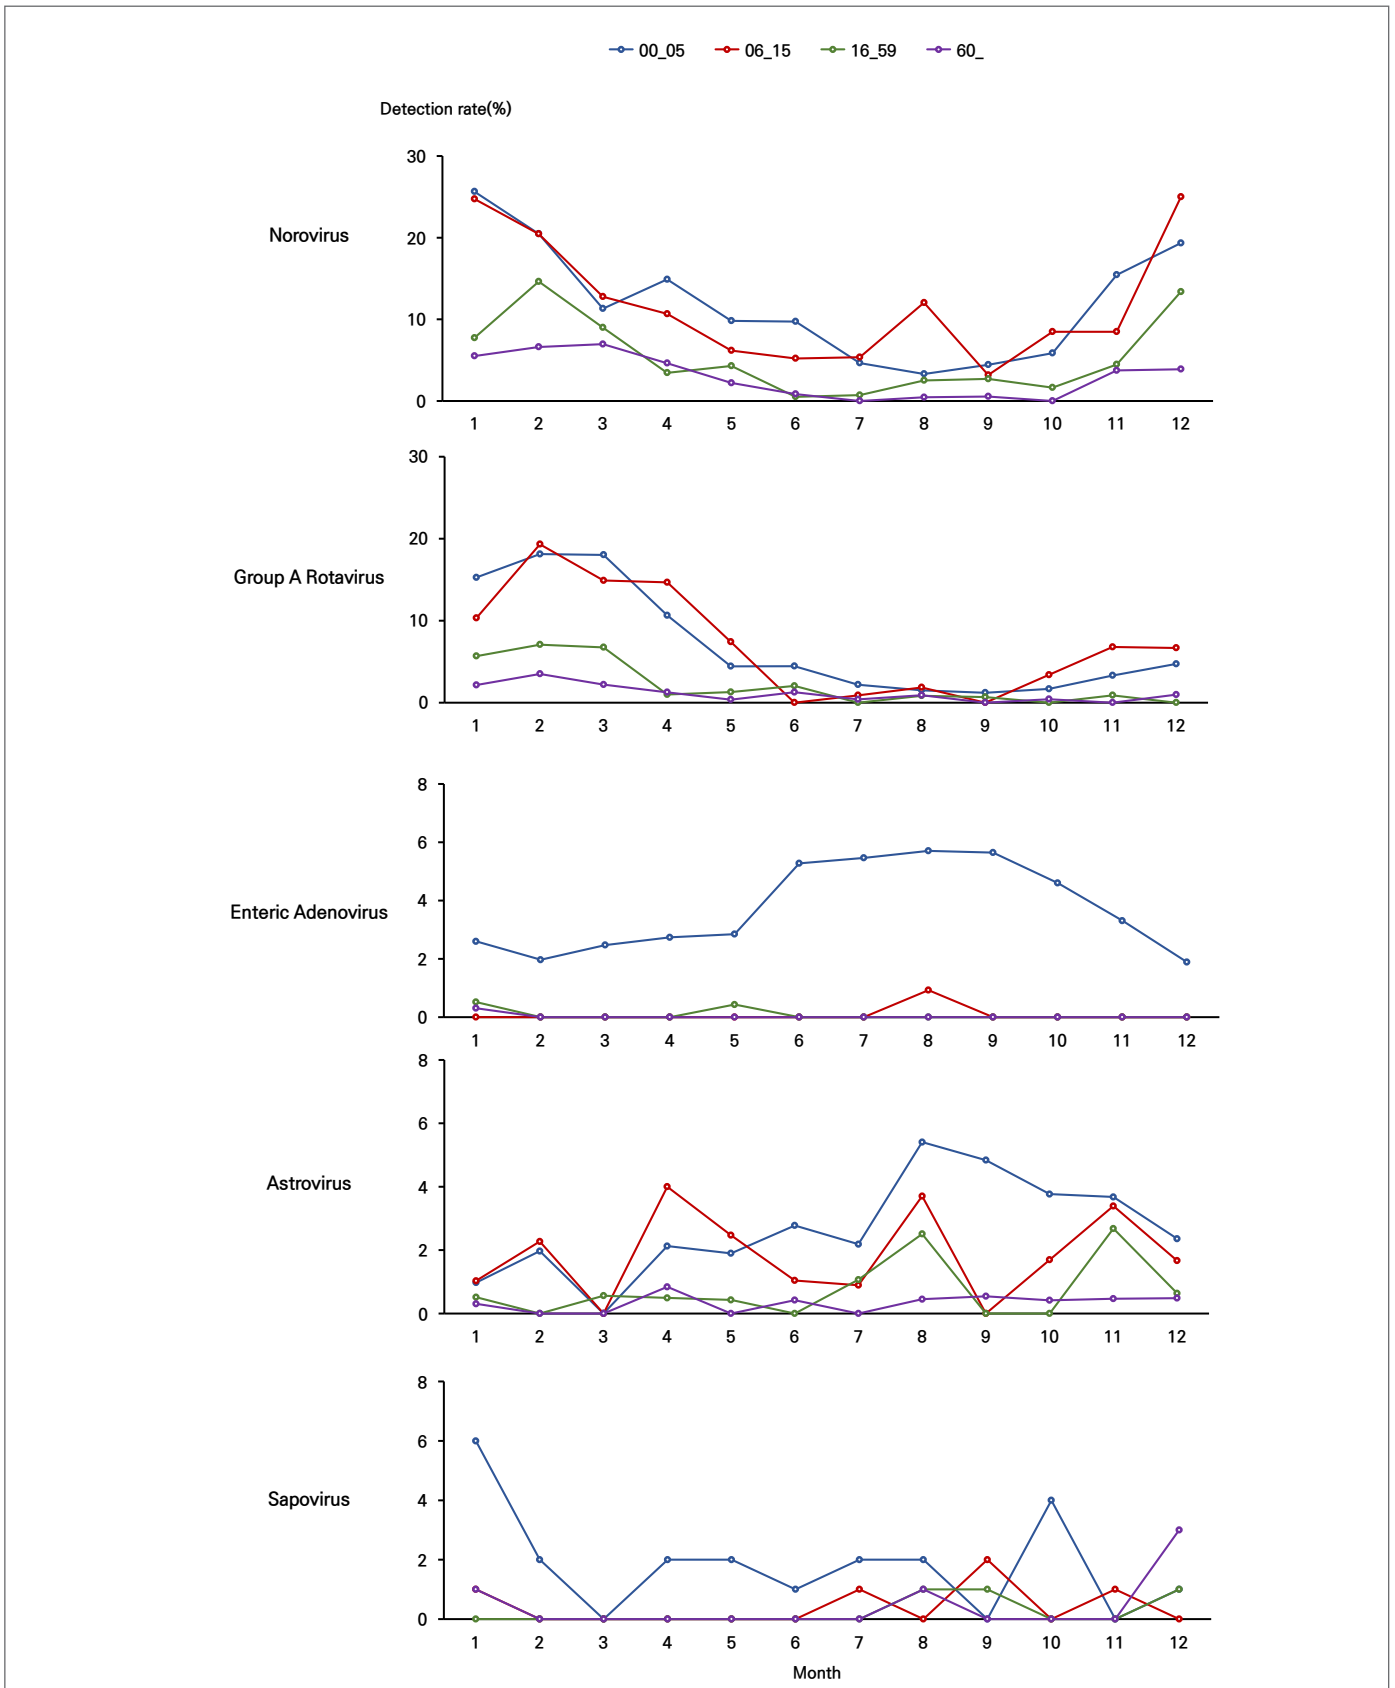 00_05 06_15 16_59 60_
Detection rate(%)
30
20
10
0
Norovirus
1 2 3 4 5 6 7 8 9 10 11 12
30
20
10
0
Group A Rotavirus
1 2 3 4 5 6 7 8 9 10 11 12
8
6
4
2
0
Enteric Adenovirus
1 2 3 4 5 6 7 8 9 10 11 12
8
6
4
2
0
Astrovirus
1 2 3 4 5 6 7 8 9 10 11 12
8
6
4
2
0
Sapovirus
1 2 3 4 5 6 7 8 9 10 11 12
Month